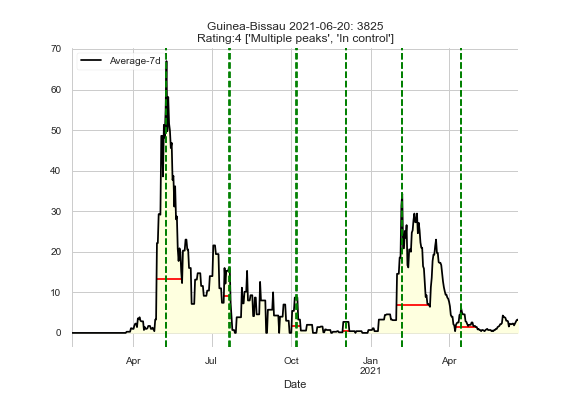 Guinea-Bissau 2021-06-20: 3825
Rating:4 ['Multiple peaks', 'In control']
70
60
50
40
30
20
10
0
Average-7d
Apr
Jul
Oct
Jan
2021
Apr
Date